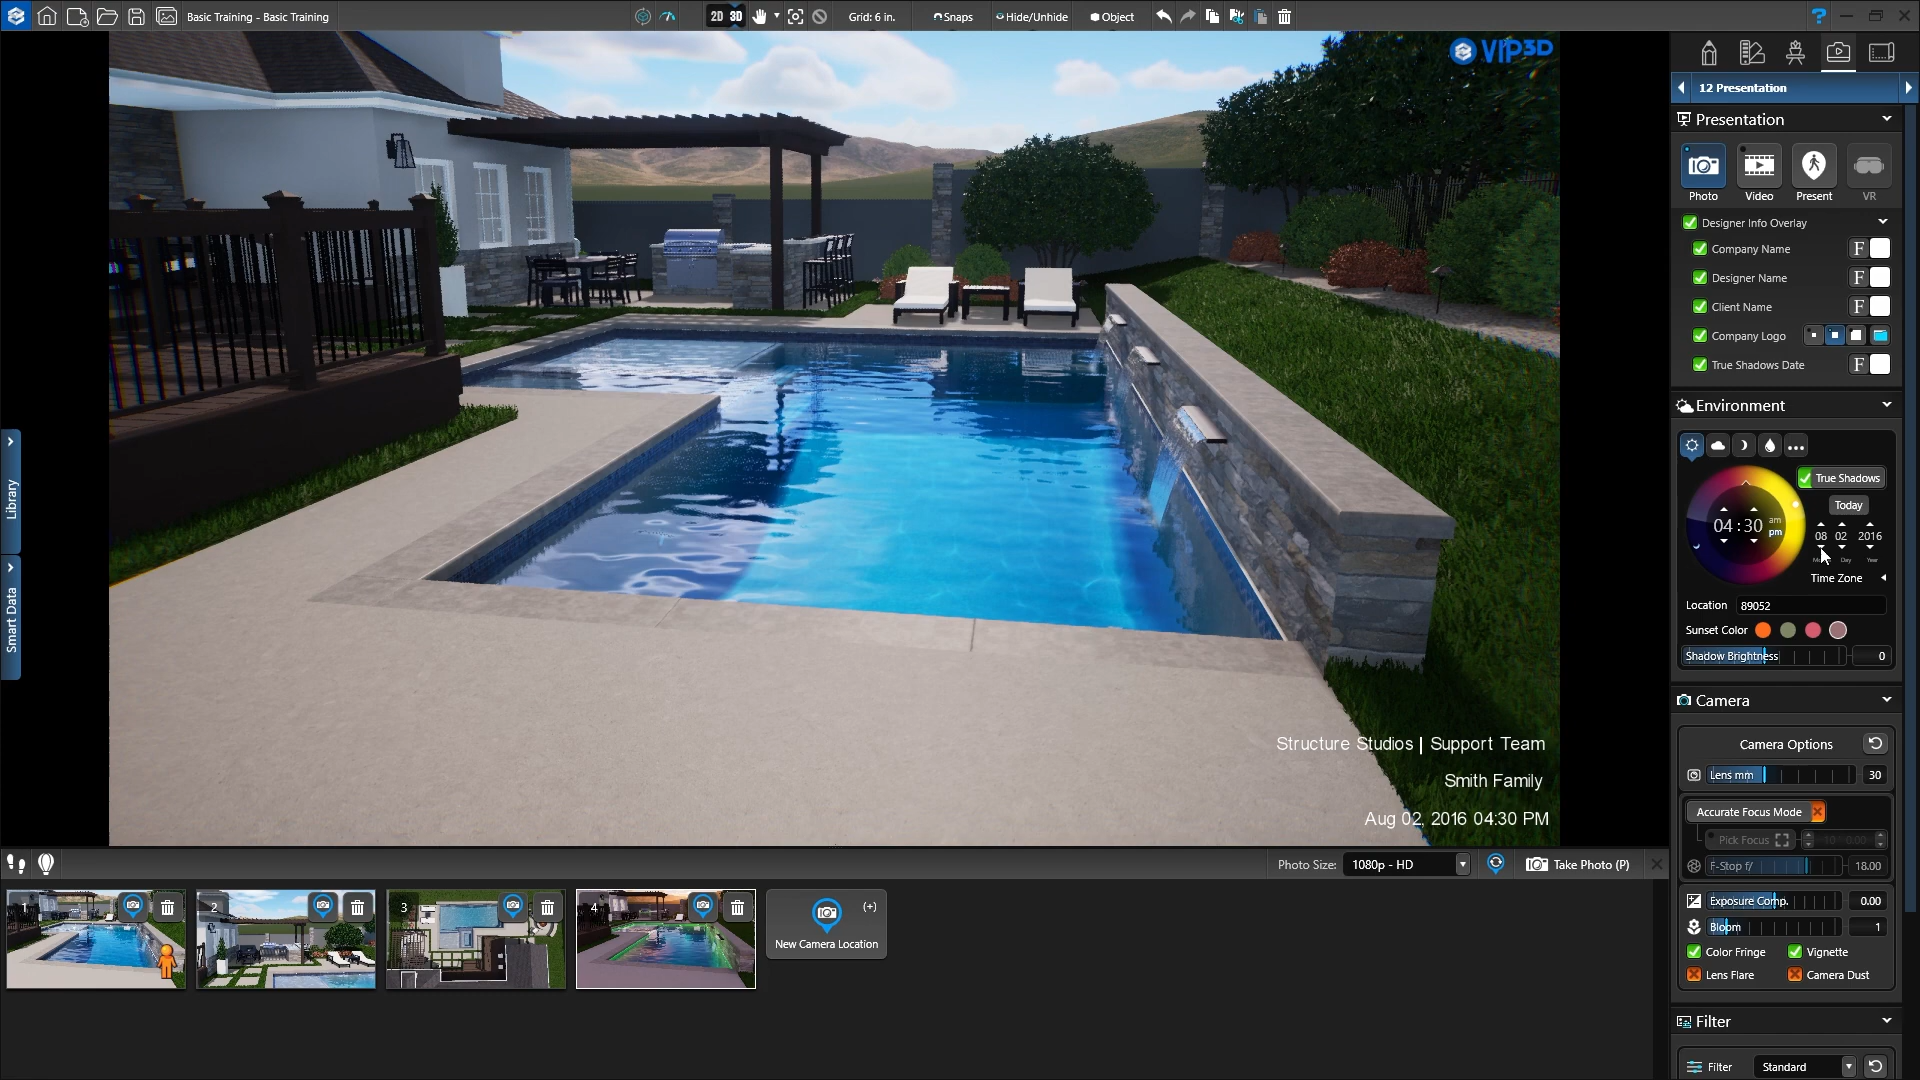 Basic Training - Basic Training
2D 3D
Grid: 6 in.
Snaps
Hide/Unhide
Object
?
VIP3D
12 Presentation
Presentation
Photo
Video
Present
VR
Designer Info Overlay
Company Name F
Designer Name F
Client Name F
Company Logo
True Shadows Date F
Environment
True Shadows
Today
04 : 30 am pm
08 02 2016
Day Year
Time Zone
Location 89052
Sunset Color
Shadow Brightness 0
Camera
Camera Options
Lens mm 30
Accurate Focus Mode
Pick Focus
F-Stop f/ 18.00
Exposure Comp. 0.00
Bloom 1
Color Fringe Vignette
Lens Flare Camera Dust
Filter
Filter Standard
Library
Smart Data
Structure Studios | Support Team
Smith Family
Aug 02, 2016 04:30 PM
Photo Size: 1080p - HD
Take Photo (P)
1
2
3
4
(+)
New Camera Location